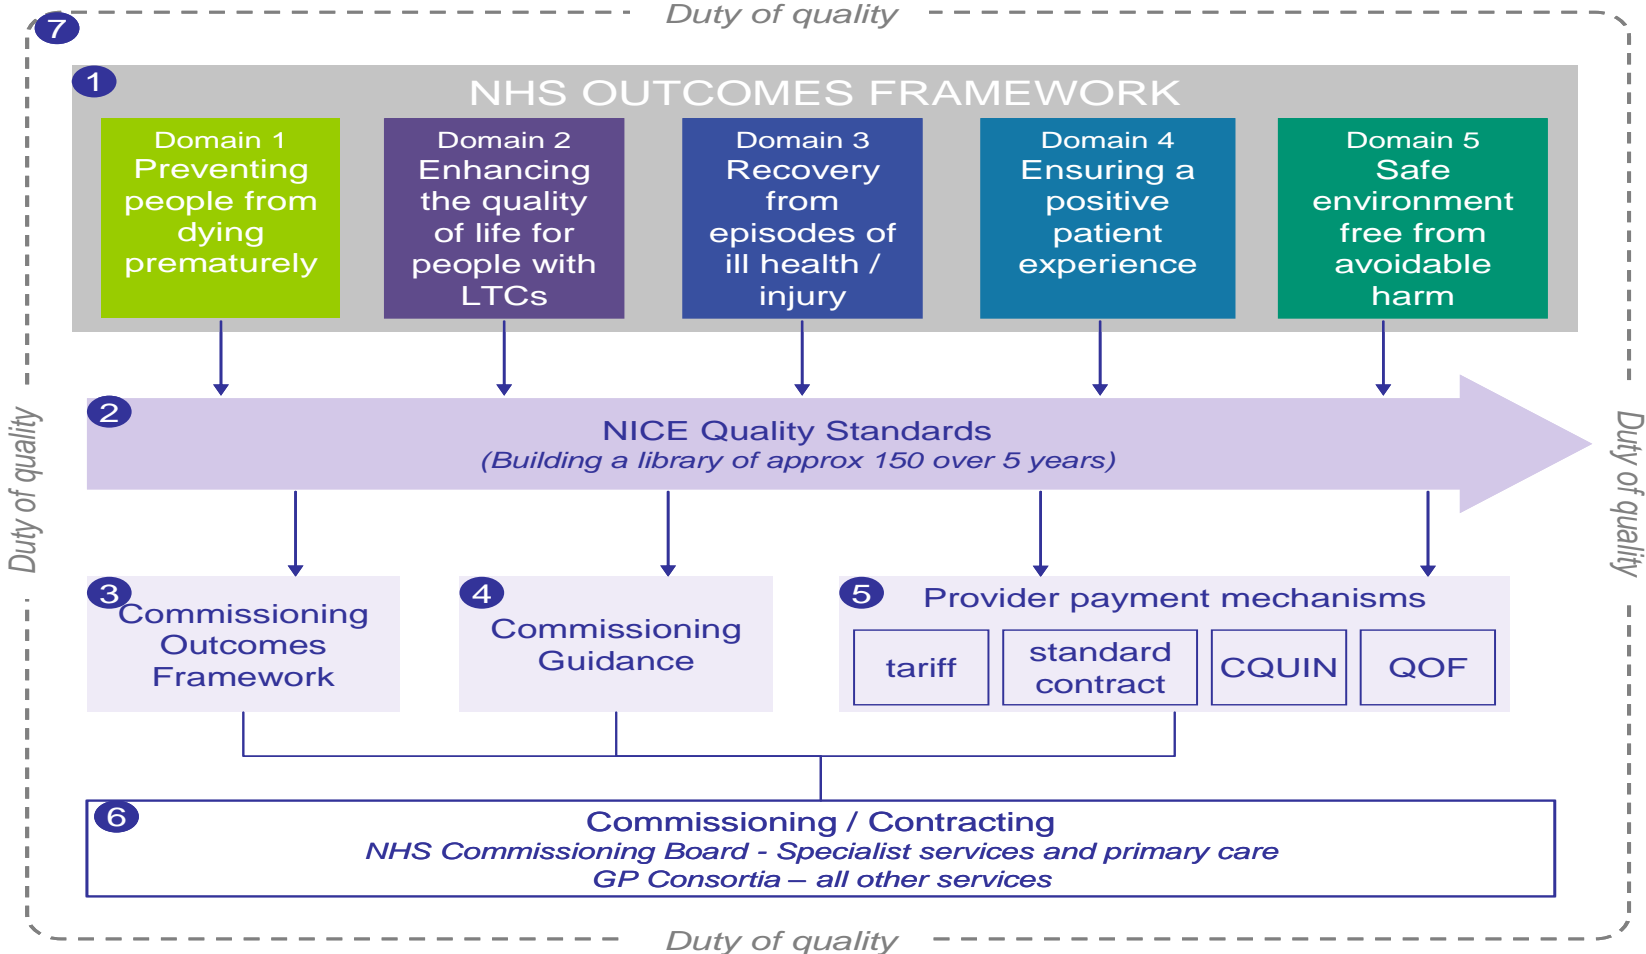 Duty of quality
7
1
NHS OUTCOMES FRAMEWORK
Domain 1
Preventing
people from
dying
prematurely
Domain 2
Enhancing
the quality
of life for
people with
LTCs
Domain 3
Recovery
from
episodes of
ill health /
injury
Domain 4
Ensuring a
positive
patient
experience
Domain 5
Safe
environment
free from
avoidable
harm
Duty of quality
Duty of quality
2
NICE Quality Standards
(Building a library of approx 150 over 5 years)
3
Commissioning
Outcomes
Framework
4
Commissioning
Guidance
5
Provider payment mechanisms
tariff
standard
contract
CQUIN
QOF
6
Commissioning / Contracting
NHS Commissioning Board - Specialist services and primary care
GP Consortia – all other services
Duty of quality